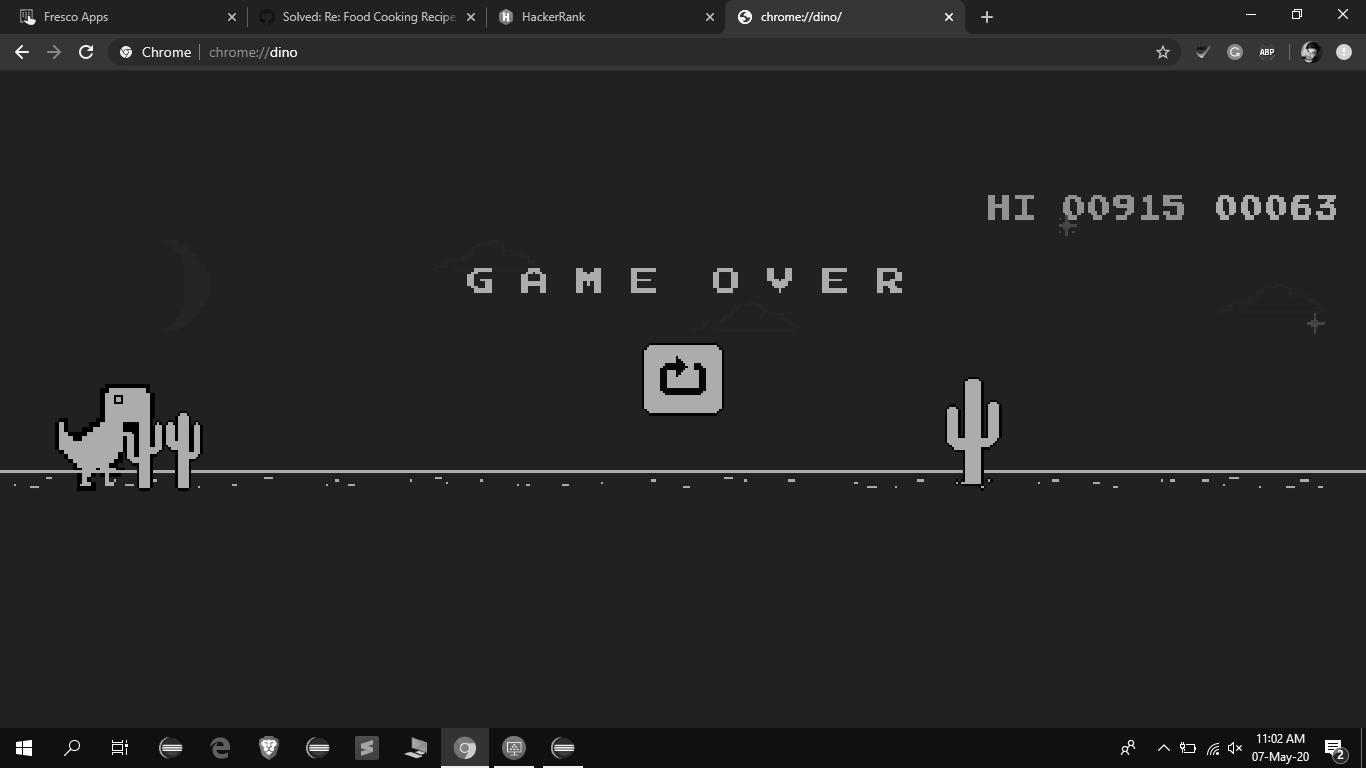 Fresco Apps
Solved: Re: Food Cooking Recipe
HackerRank
chrome://dino/
Chrome
chrome://dino
G
ABP
HI 00915 00063
GAME OVER
11:02 AM
07-May-20
2